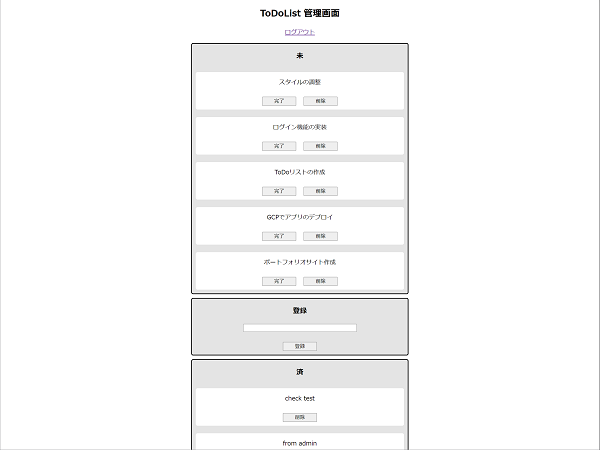 ToDoList 管理画面
ログアウト
未
スタイルの調整
完了 削除
ログイン機能の実装
完了 削除
ToDoリストの作成
完了 削除
GCPでアプリのデプロイ
完了 削除
ポートフォリオサイト作成
完了 削除
登録
登録
済
check test
削除
from admin